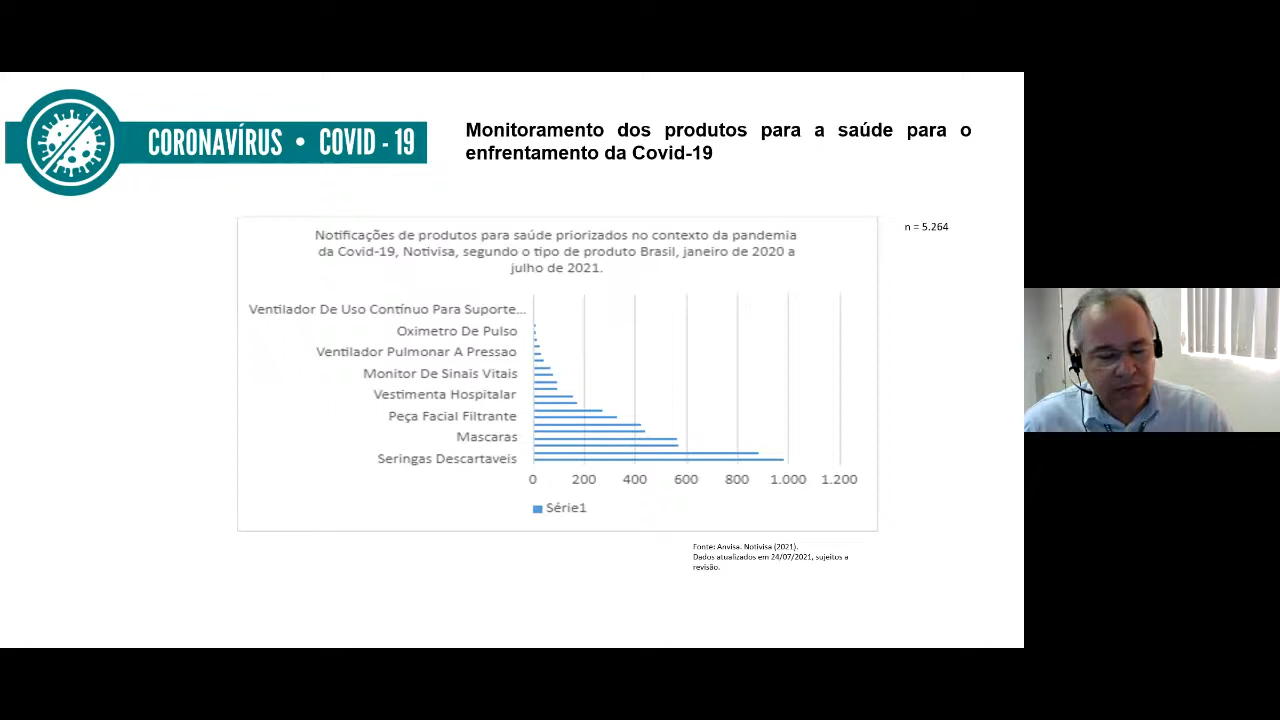 CORONAVÍRUS • COVID - 19
Monitoramento dos produtos para a saúde para o
enfrentamento da Covid-19
n = 5.264
Notificações de produtos para saúde priorizados no contexto da pandemia
da Covid-19, Notivisa, segundo o tipo de produto Brasil, janeiro de 2020 a
julho de 2021.
Ventilador De Uso Contínuo Para Suporte...
Oximetro De Pulso
Ventilador Pulmonar A Pressao
Monitor De Sinais Vitais
Vestimenta Hospitalar
Peça Facial Filtrante
Mascaras
Seringas Descartaveis
0 200 400 600 800 1.000 1.200
Série1
Fonte: Anvisa. Notivisa (2021).
Dados atualizados em 24/07/2021, sujeitos a
revisão.